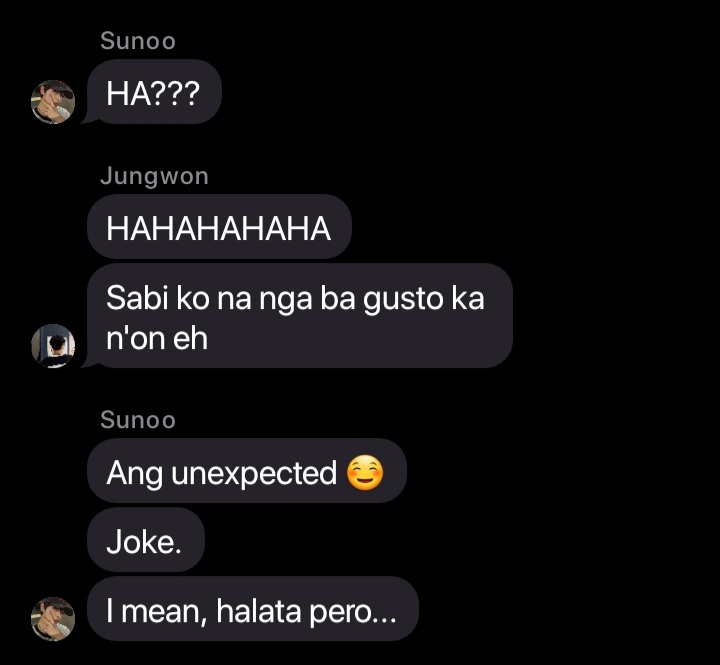 Sunoo
HA???
Jungwon
HAHAHAHAHA
Sabi ko na nga ba gusto ka
n'on eh
Sunoo
Ang unexpected ☺️
Joke.
I mean, halata pero...